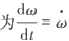 为dω/dt = ω̇